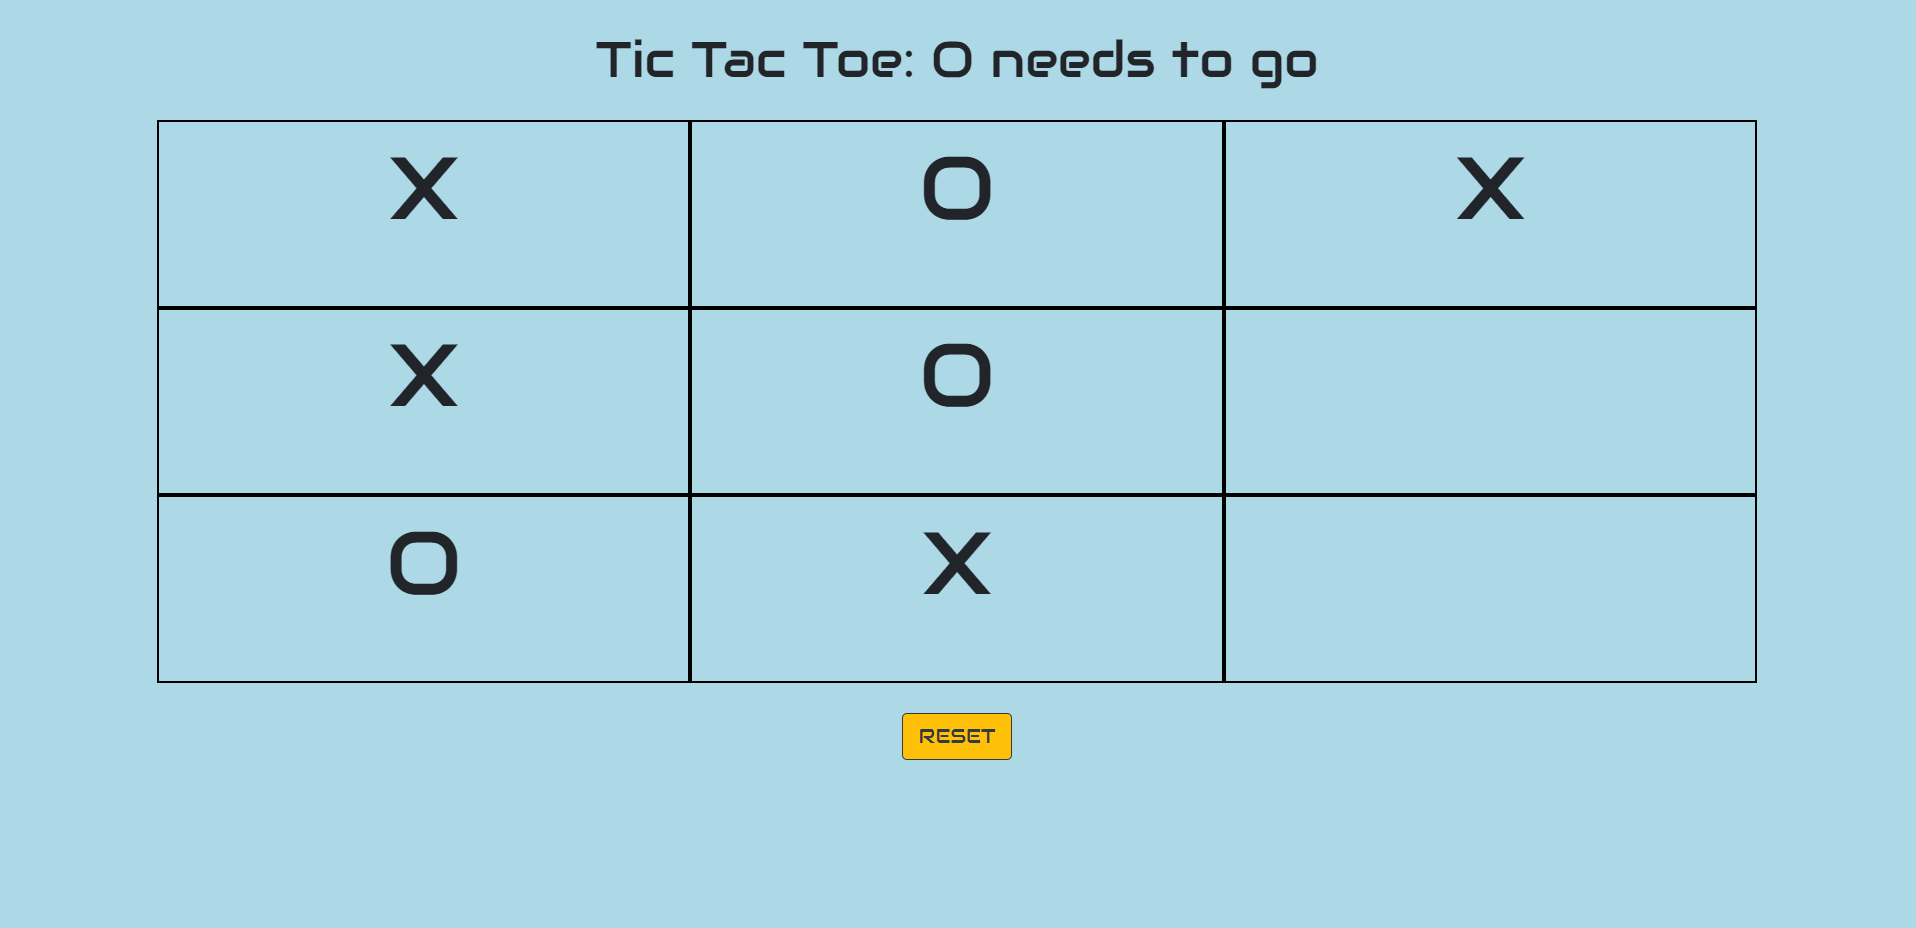 Tic Tac Toe: O needs to go
X O X
X O
O X
RESET